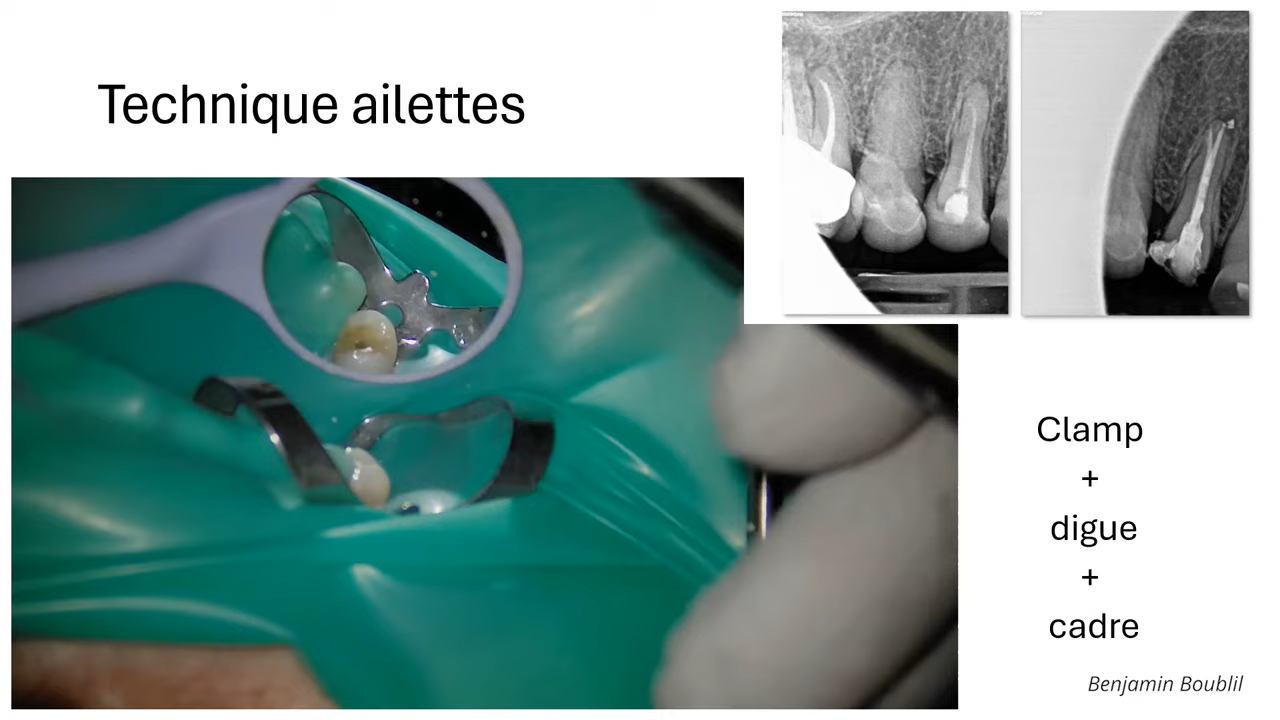 Technique ailettes
Clamp
+
digue
+
cadre
Benjamin Boublil